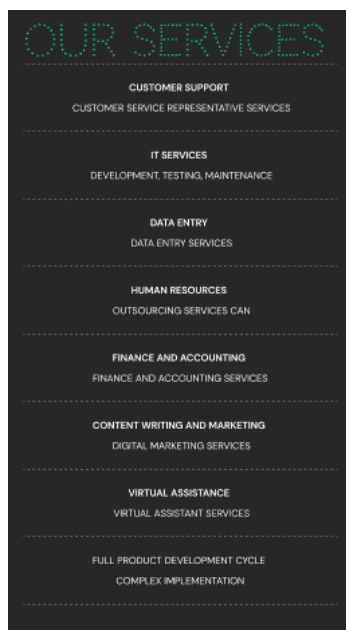 OUR SERVICES
CUSTOMER SUPPORT
CUSTOMER SERVICE REPRESENTATIVE SERVICES
IT SERVICES
DEVELOPMENT, TESTING, MAINTENANCE
DATA ENTRY
DATA ENTRY SERVICES
HUMAN RESOURCES
OUTSOURCING SERVICES CAN
FINANCE AND ACCOUNTING
FINANCE AND ACCOUNTING SERVICES
CONTENT WRITING AND MARKETING
DIGITAL MARKETING SERVICES
VIRTUAL ASSISTANCE
VIRTUAL ASSISTANT SERVICES
FULL PRODUCT DEVELOPMENT CYCLE
COMPLEX IMPLEMENTATION